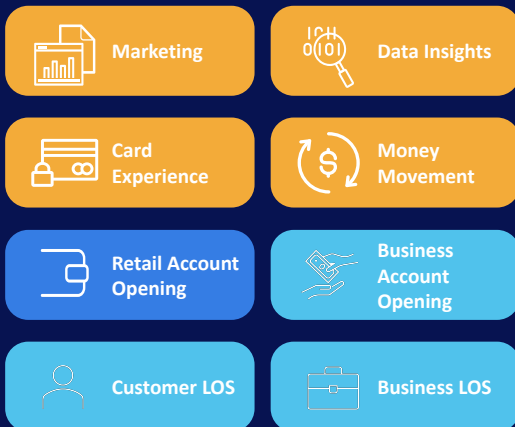 Marketing
Data Insights
Card
Experience
Money
Movement
Retail Account
Opening
Business
Account
Opening
Customer LOS
Business LOS